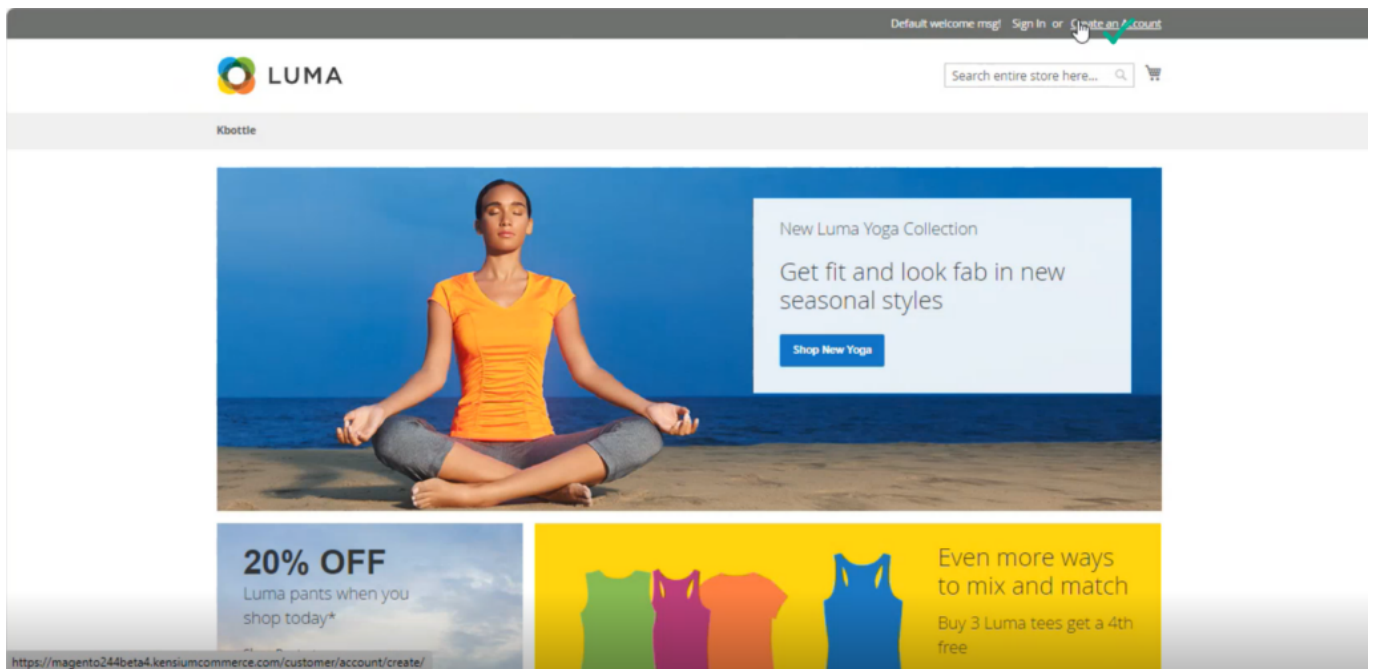 Default welcome msg! Sign In or Create an Account
LUMA
Search entire store here...
Kbottle
New Luma Yoga Collection
Get fit and look fab in new
seasonal styles
Shop New Yoga
20% OFF
Luma pants when you
shop today*
Even more ways
to mix and match
Buy 3 Luma tees get a 4th
free
https://magento244beta4.kensiumcommerce.com/customer/account/create/